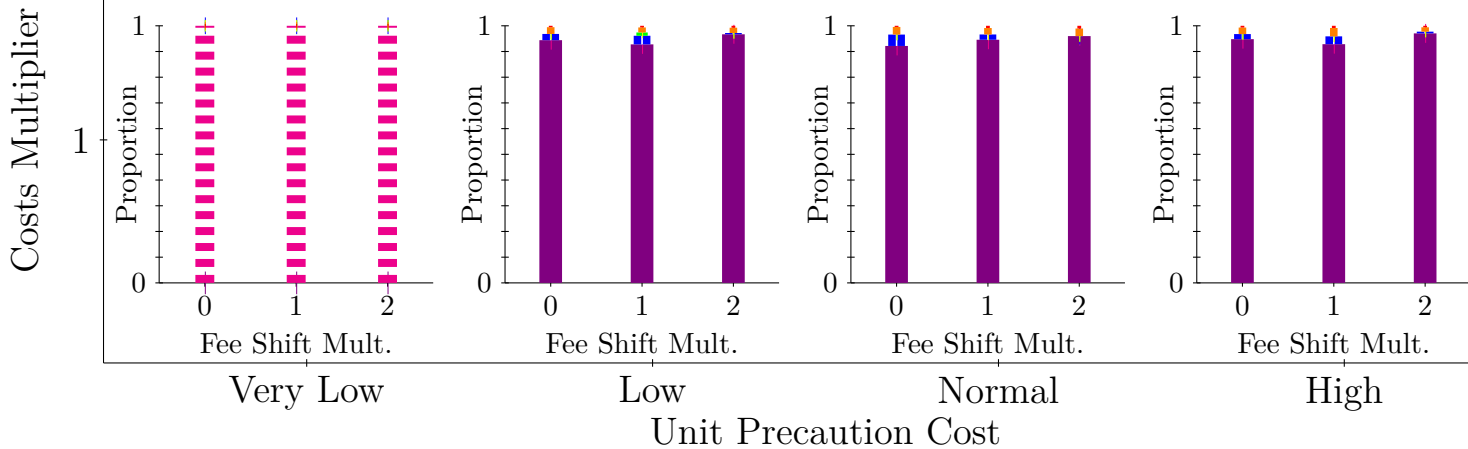 Costs Multiplier
1
Proportion
1
0
0 1 2
Fee Shift Mult.
Proportion
1
0
0 1 2
Fee Shift Mult.
Proportion
1
0
0 1 2
Fee Shift Mult.
Proportion
1
0
0 1 2
Fee Shift Mult.
Very Low Low Normal High
Unit Precaution Cost